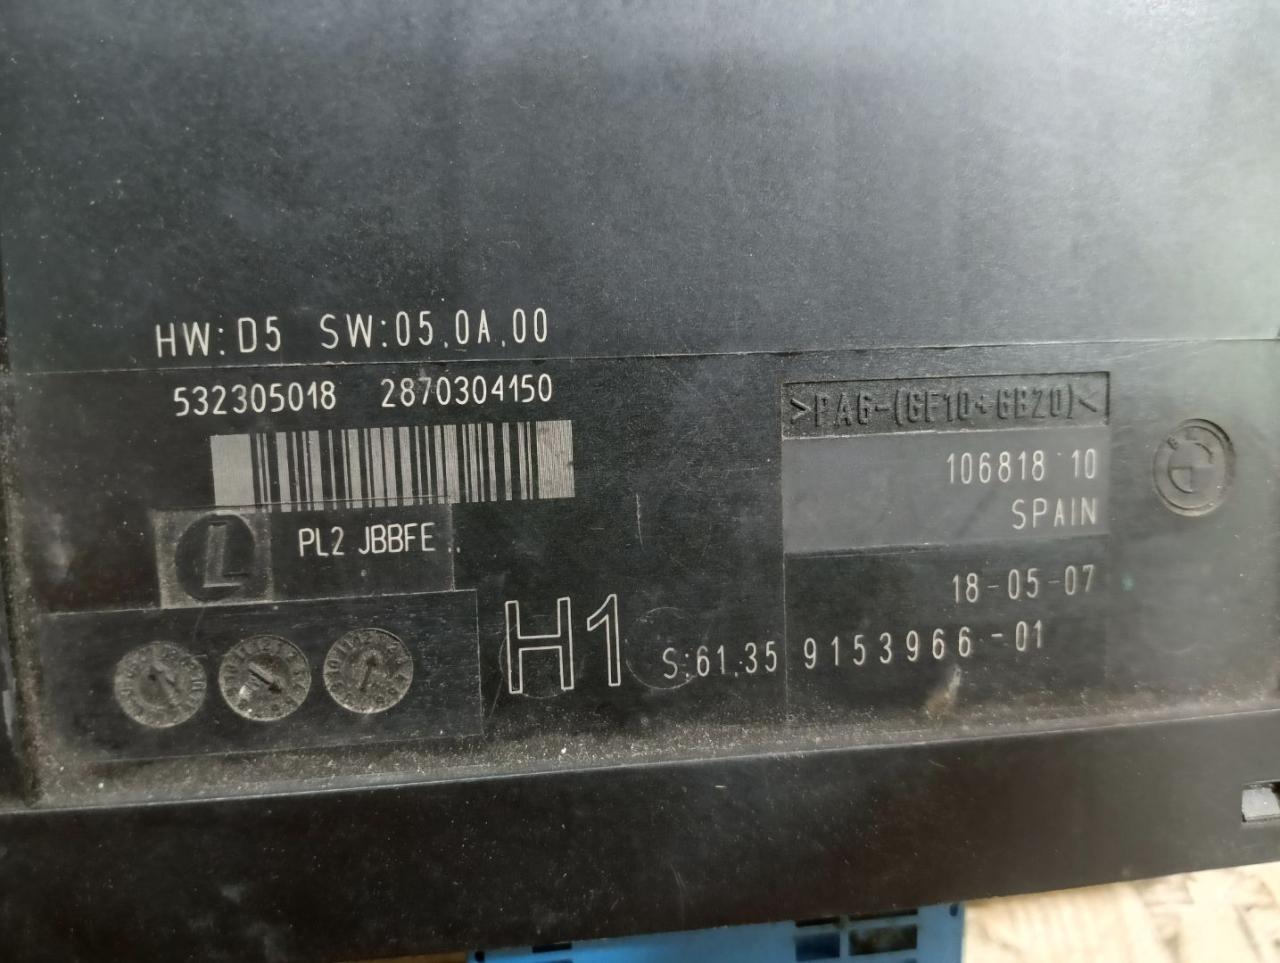 HW:D5 SW:05.0A.00
532305018 2870304150
>PA6-(GF10+GB20)<
106818 10
SPAIN
PL2 JBBFE ..
18-05-07
H1
S:61.35 9153966-01